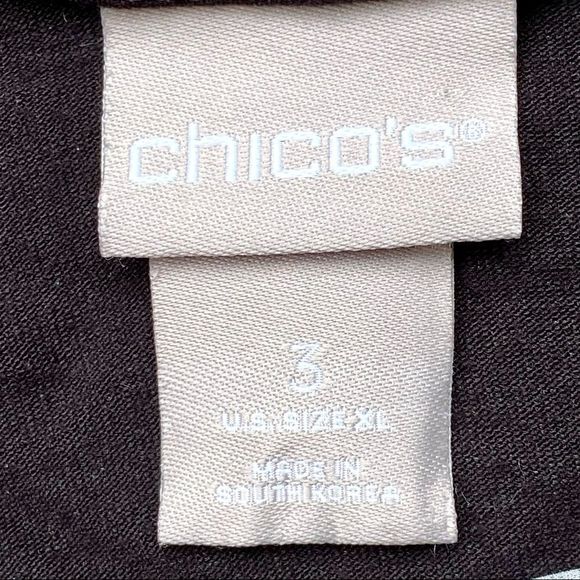 chico's®
3
U.S. SIZE XL
MADE IN
SOUTH KOREA